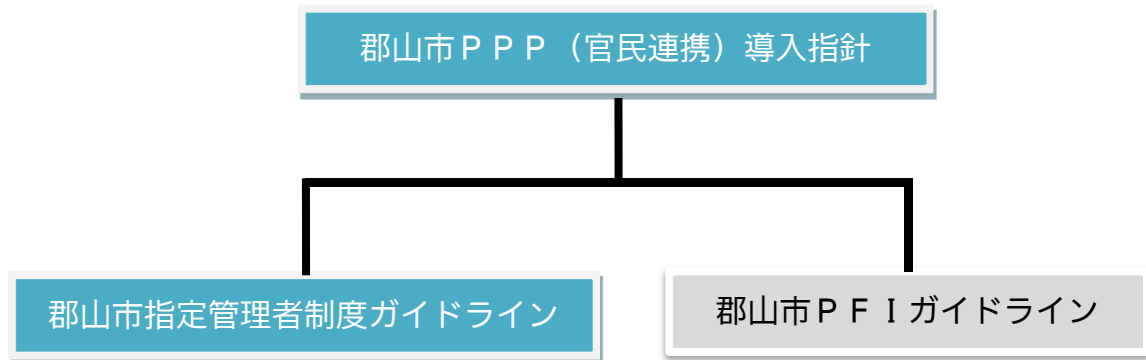 郡山市ＰＰＰ（官民連携）導入指針
郡山市指定管理者制度ガイドライン
郡山市ＰＦＩガイドライン